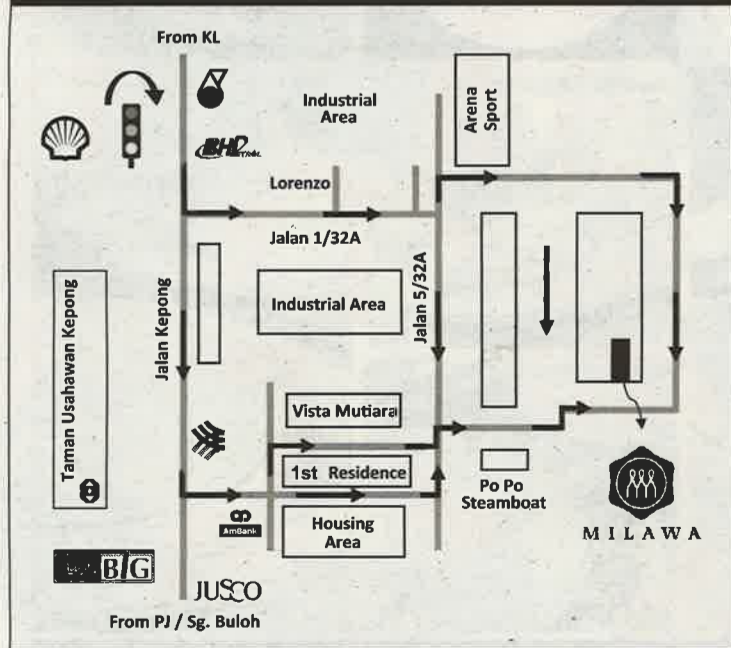 From KL
Industrial
Area
Arena
Sport
BHP
Lorenzo
Jalan 1/32A
Industrial Area
Jalan 5/32A
Jalan Kepong
Taman Usahawan Kepong
Vista Mutiara
1st Residence
Housing
Area
AmBank
Po Po
Steamboat
MILAWA
BIG
JUSCO
From PJ / Sg. Buloh